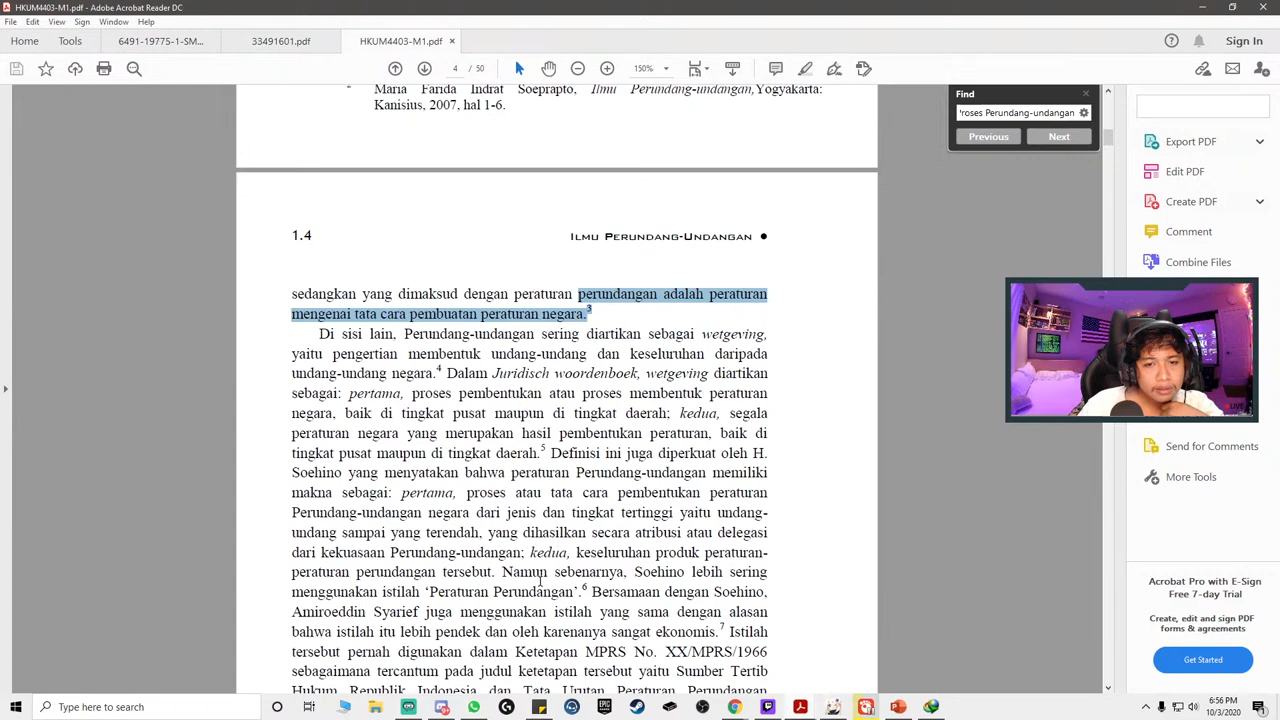 HKUM4403-M1.pdf - Adobe Acrobat Reader DC
File Edit View Sign Window Help
Home Tools 6491-19775-1-SM... 33491601.pdf HKUM4403-M1.pdf × Sign In
4 / 50 150%
Maria Farida Indrat Soeprapto, Ilmu Perundang-undangan,Yogyakarta:
Kanisius, 2007, hal 1-6.
Find
roses Perundang-undangan
Previous Next
Export PDF
Edit PDF
Create PDF
Comment
Combine Files
Send for Comments
More Tools
Acrobat Pro with E-Sign
Free 7-day Trial
Create, edit and sign PDF
forms & agreements
Get Started
1.4 ILMU PERUNDANG-UNDANGAN ●
sedangkan yang dimaksud dengan peraturan perundangan adalah peraturan
mengenai tata cara pembuatan peraturan negara.3
Di sisi lain, Perundang-undangan sering diartikan sebagai wetgeving,
yaitu pengertian membentuk undang-undang dan keseluruhan daripada
undang-undang negara.4 Dalam Juridisch woordenboek, wetgeving diartikan
sebagai: pertama, proses pembentukan atau proses membentuk peraturan
negara, baik di tingkat pusat maupun di tingkat daerah; kedua, segala
peraturan negara yang merupakan hasil pembentukan peraturan, baik di
tingkat pusat maupun di tingkat daerah.5 Definisi ini juga diperkuat oleh H.
Soehino yang menyatakan bahwa peraturan Perundang-undangan memiliki
makna sebagai: pertama, proses atau tata cara pembentukan peraturan
Perundang-undangan negara dari jenis dan tingkat tertinggi yaitu undang-
undang sampai yang terendah, yang dihasilkan secara atribusi atau delegasi
dari kekuasaan Perundang-undangan; kedua, keseluruhan produk peraturan-
peraturan perundangan tersebut. Namun sebenarnya, Soehino lebih sering
menggunakan istilah ‘Peraturan Perundangan’.6 Bersamaan dengan Soehino,
Amiroeddin Syarief juga menggunakan istilah yang sama dengan alasan
bahwa istilah itu lebih pendek dan oleh karenanya sangat ekonomis.7 Istilah
tersebut pernah digunakan dalam Ketetapan MPRS No. XX/MPRS/1966
sebagaimana tercantum pada judul ketetapan tersebut yaitu Sumber Tertib
Hukum Republik Indonesia dan Tata Urutan Peraturan Perundangan
Type here to search
6:56 PM
10/3/2020